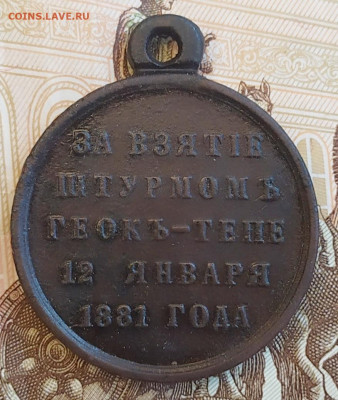 COINS.LAVE.RU
ЗА ВЗЯТІЕ
ШТУРМОМЪ
ГЕОКЪ-ТЕПЕ
12 ЯНВАРЯ
1881 ГОДА